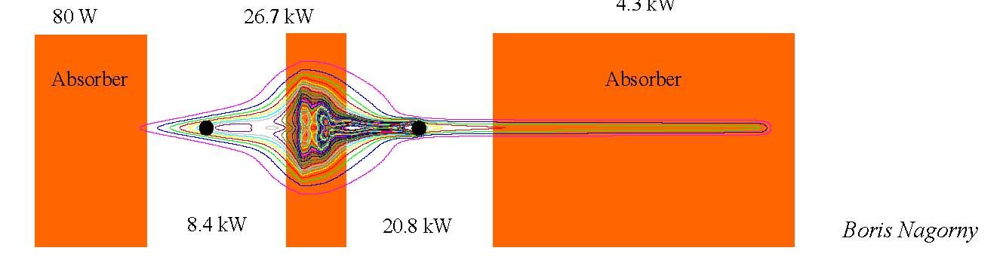 4.3 kW
80 W
26.7 kW
Absorber
Absorber
8.4 kW
20.8 kW
Boris Nagorny